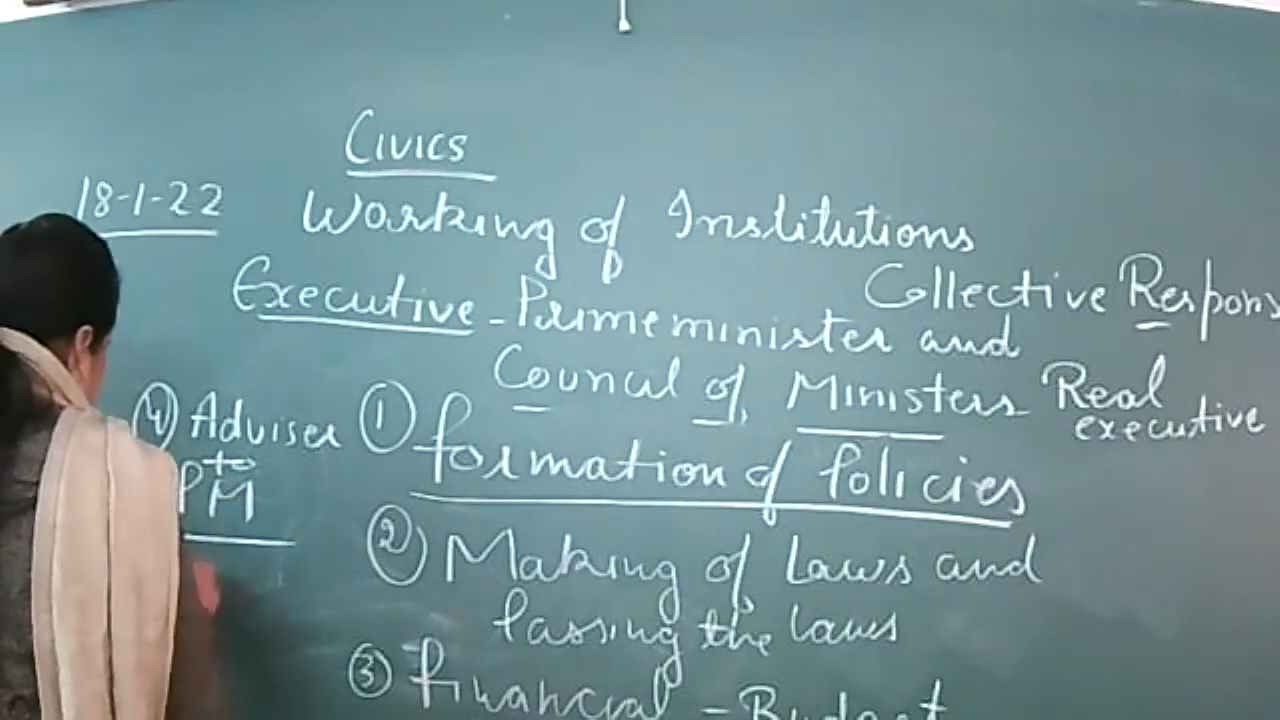 Civics
18-1-22
Working of Institutions
Executive - Prime minister and
Council of Ministers
Collective Respons
Real
executive
① formation of Policies
② Making of Laws and
Passing the laws
③ financial - Budget
④ Adviser
to
PM